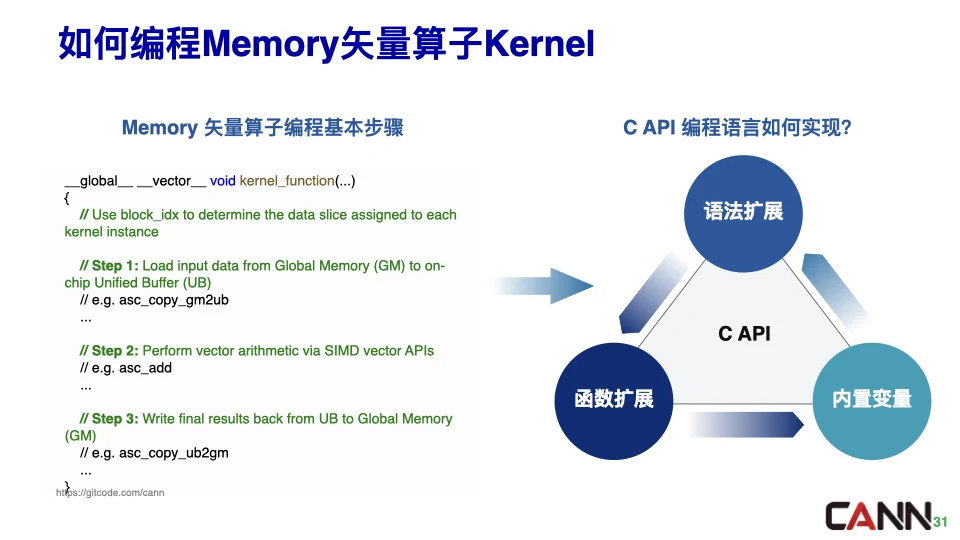 如何编程Memory矢量算子Kernel
Memory 矢量算子编程基本步骤
__global__ __vector__ void kernel_function(...)
{
// Use block_idx to determine the data slice assigned to each
kernel instance
// Step 1: Load input data from Global Memory (GM) to on-
chip Unified Buffer (UB)
// e.g. asc_copy_gm2ub
...
// Step 2: Perform vector arithmetic via SIMD vector APIs
// e.g. asc_add
...
// Step 3: Write final results back from UB to Global Memory
(GM)
// e.g. asc_copy_ub2gm
...
}
https://gitcode.com/cann
C API 编程语言如何实现?
语法扩展
C API
函数扩展
内置变量
CANN
31